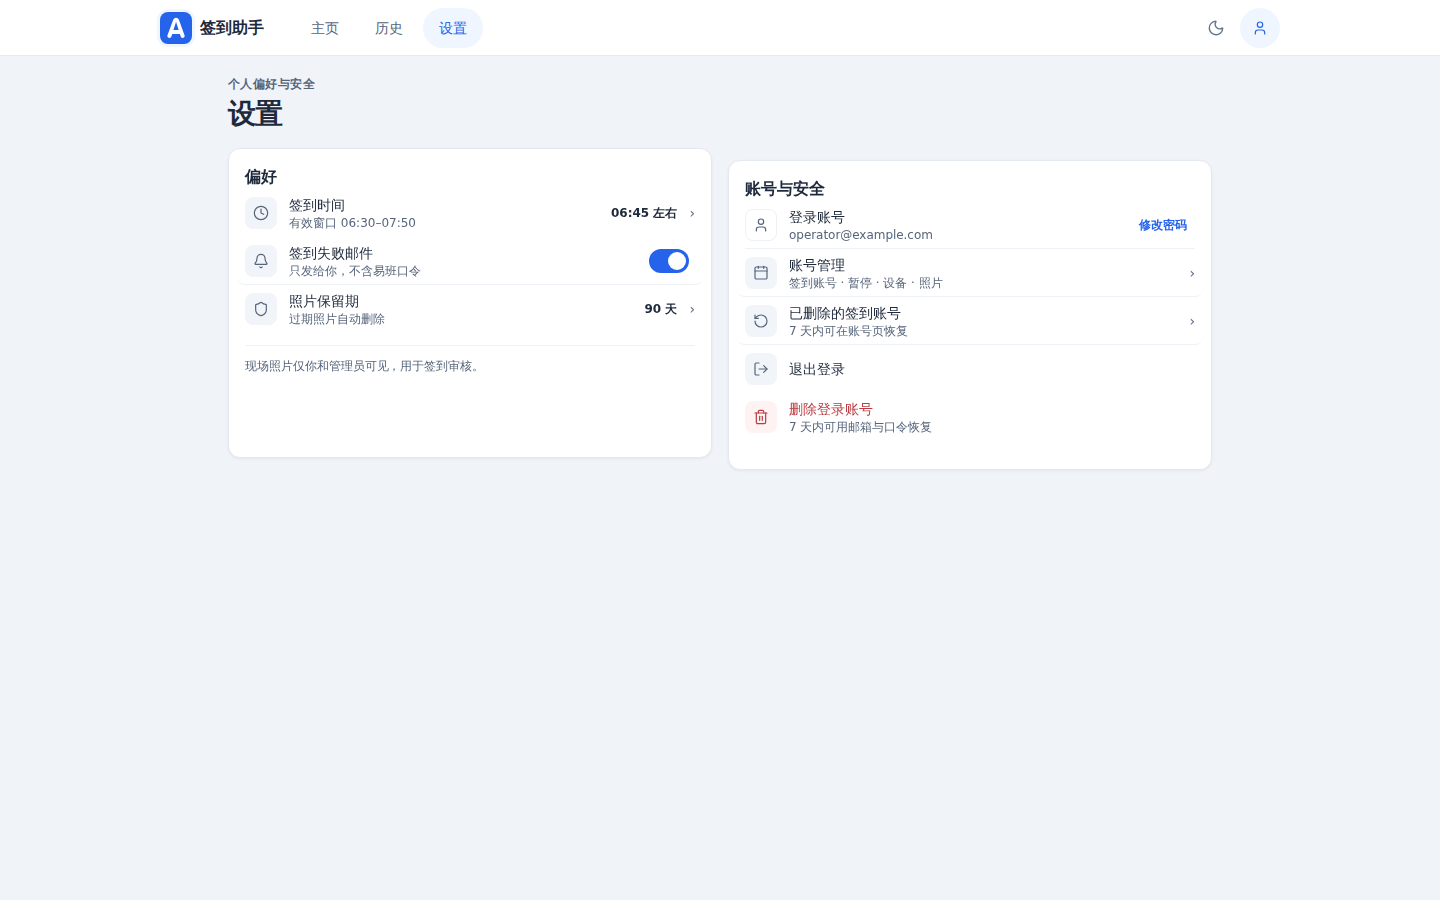 签到助手
主页
历史
设置
个人偏好与安全
设置
偏好
签到时间
有效窗口 06:30–07:50
06:45 左右
签到失败邮件
只发给你，不含易班口令
照片保留期
过期照片自动删除
90 天
现场照片仅你和管理员可见，用于签到审核。
账号与安全
登录账号
operator@example.com
修改密码
账号管理
签到账号 · 暂停 · 设备 · 照片
已删除的签到账号
7 天内可在账号页恢复
退出登录
删除登录账号
7 天内可用邮箱与口令恢复